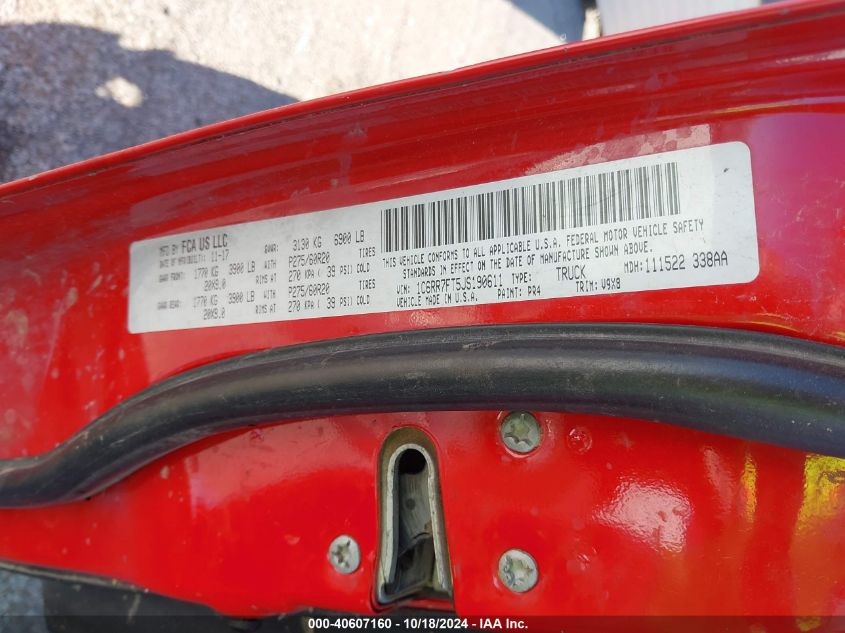 MFD BY FCA US LLC GVWR: 3130 KG 6900 LB
DATE OF MFR(BUILT): 11-17
GAWR FRONT: 1770 KG 3900 LB WITH P275/60R20 TIRES
20X9.0 RIMS AT 270 KPA ( 39 PSI) COLD
GAWR REAR: 1770 KG 3900 LB WITH P275/60R20 TIRES
20X9.0 RIMS AT 270 KPA ( 39 PSI) COLD
THIS VEHICLE CONFORMS TO ALL APPLICABLE U.S.A. FEDERAL MOTOR VEHICLE SAFETY
STANDARDS IN EFFECT ON THE DATE OF MANUFACTURE SHOWN ABOVE.
VIN: 1C6RR7FT5JS190611 TYPE: TRUCK MDH: 111522 338AA
VEHICLE MADE IN U.S.A. PAINT: PR4 TRIM: V9X8
000-40607160 - 10/18/2024 - IAA Inc.